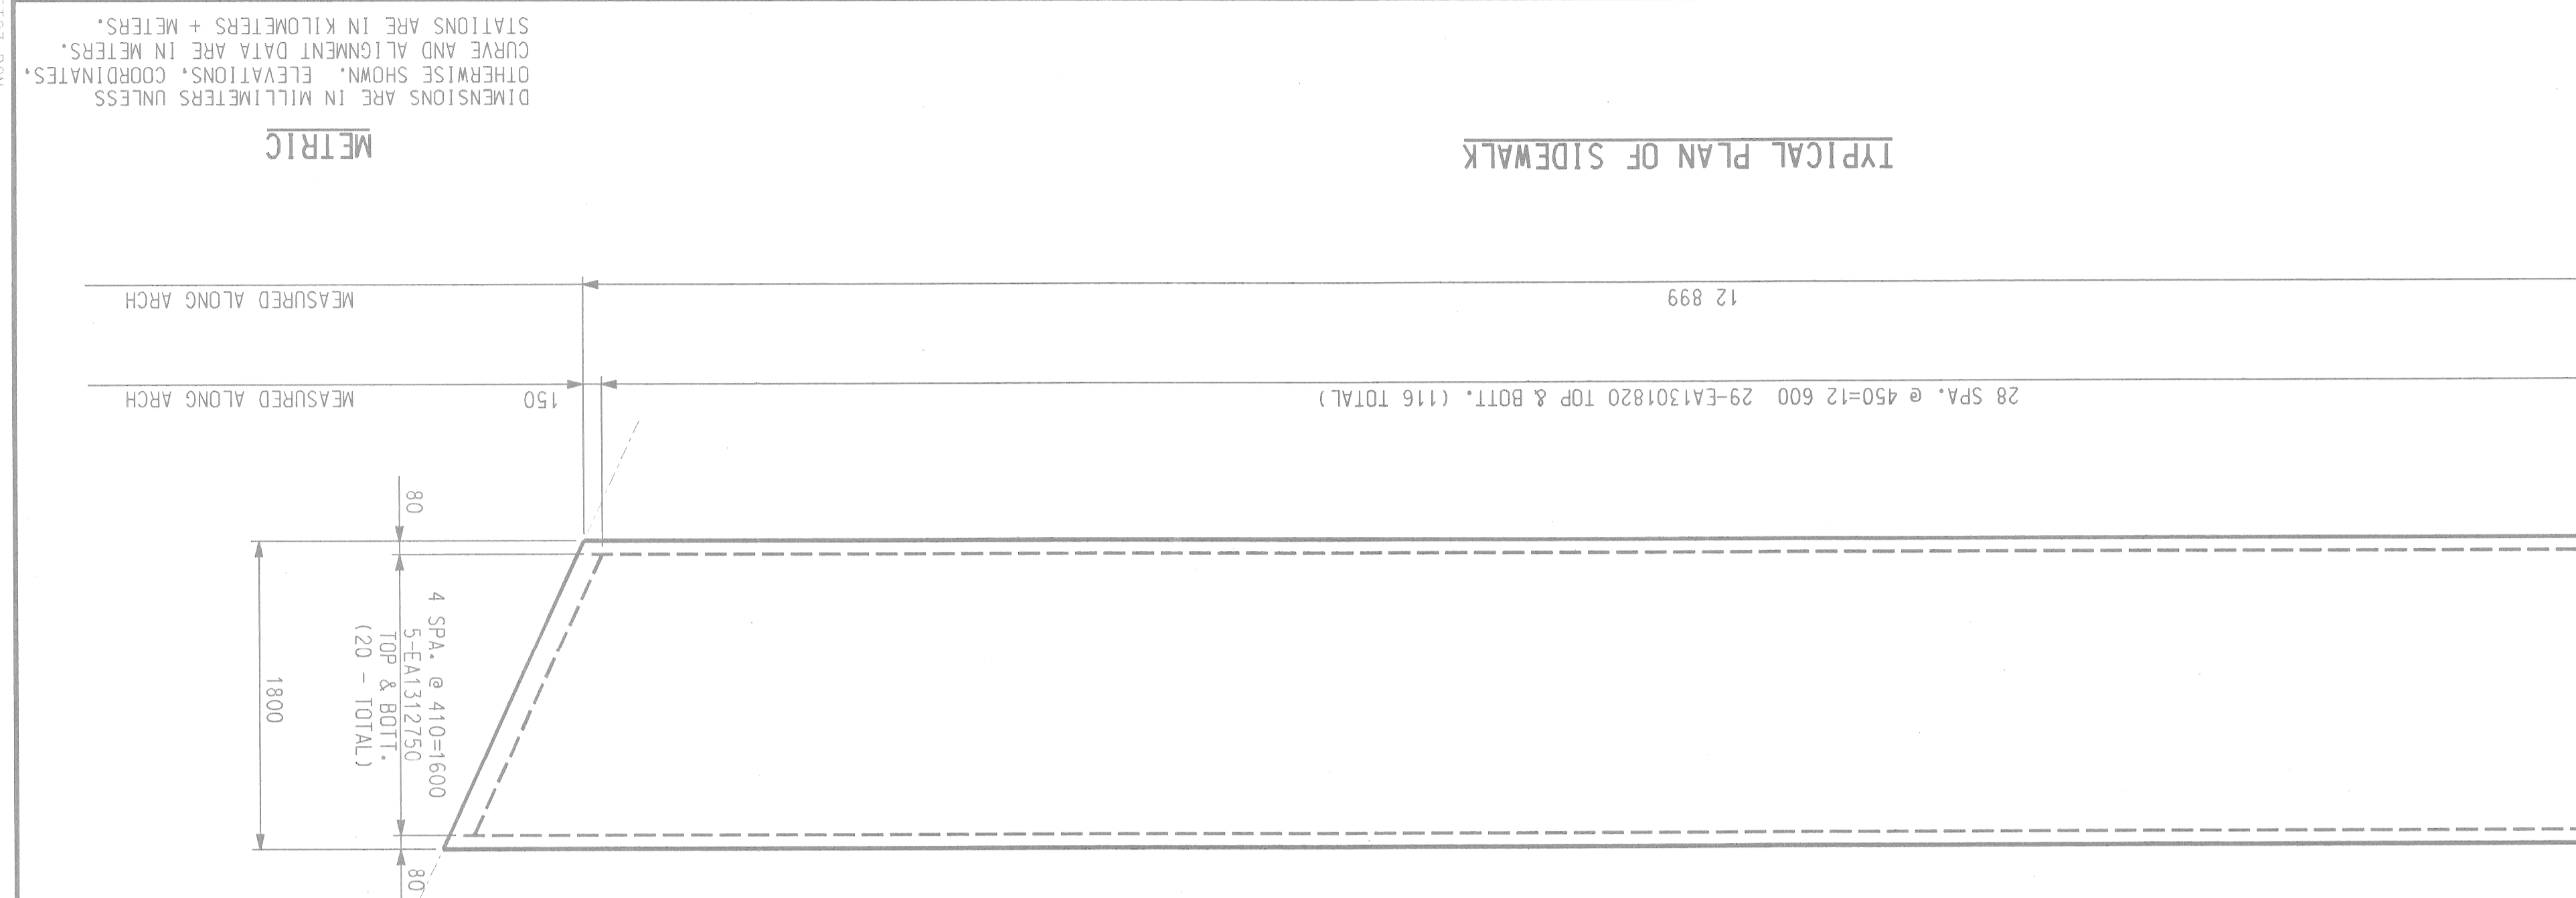 DIMENSIONS ARE IN MILLIMETERS UNLESS
OTHERWISE SHOWN. ELEVATIONS, COORDINATES,
CURVE AND ALIGNMENT DATA ARE IN METERS.
STATIONS ARE IN KILOMETERS + METERS.
METRIC
TYPICAL PLAN OF SIDEWALK
12 899
MEASURED ALONG ARCH
28 SPA. @ 450=12 600 29-EA1301820 TOP & BOTT. (116 TOTAL)
150
MEASURED ALONG ARCH
80
4 SPA. @ 410=1600
5-EA1312750
TOP & BOTT.
(20 - TOTAL)
1800
80